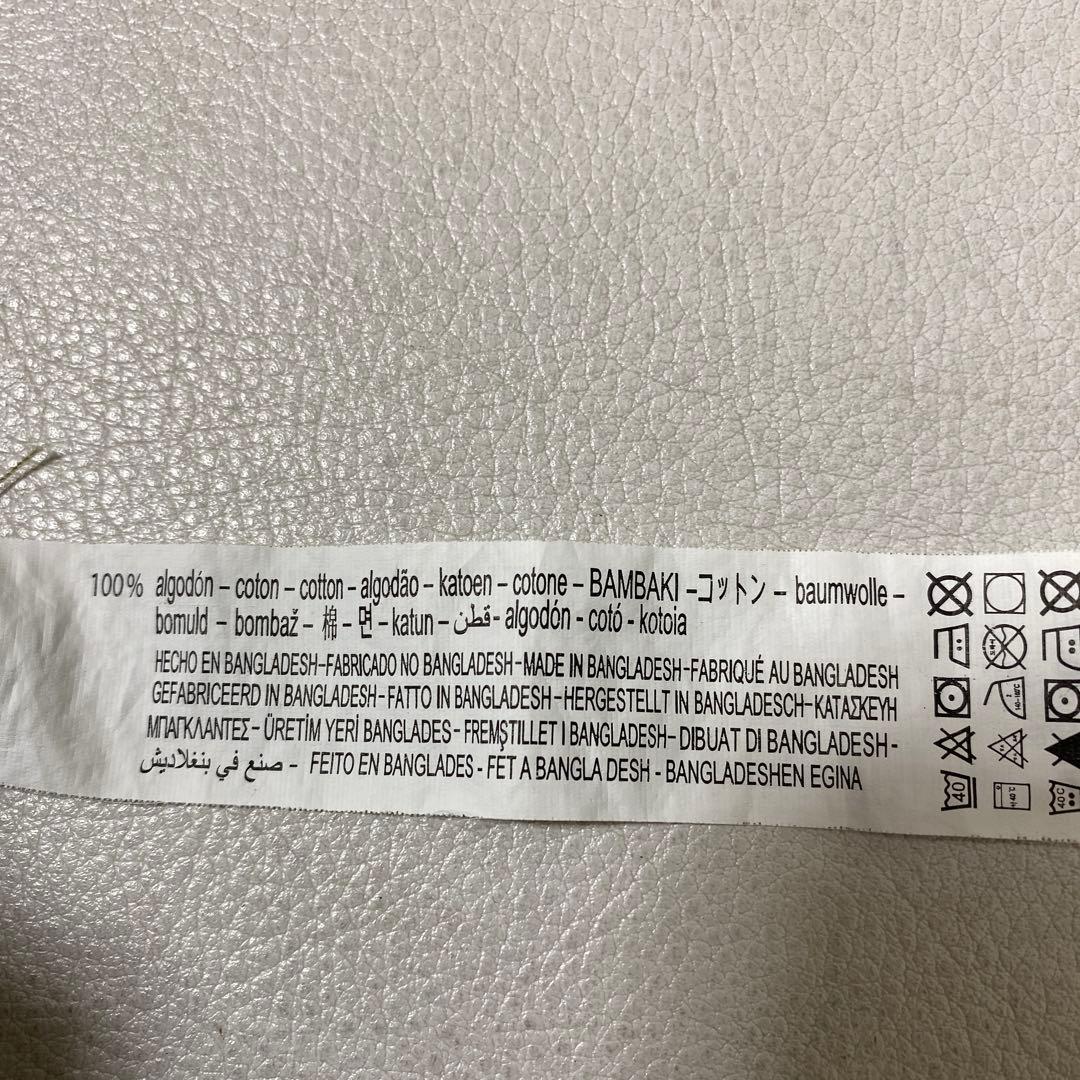 100% algodón – coton – cotton – algodão – katoen – cotone – BAMBAKI –コットン – baumwolle –
bomuld – bombaž – 棉 – 면 – katun – قطن - algodón - cotó - kotoia
HECHO EN BANGLADESH-FABRICADO NO BANGLADESH-MADE IN BANGLADESH-FABRIQUÉ AU BANGLADESH
GEFABRICEERD IN BANGLADESH-FATTO IN BANGLADESH-HERGESTELLT IN BANGLADESCH-ΚΑΤΑΣΚΕΥΗ
ΜΠΑΓΚΛΑΝΤΕΣ- ÜRETİM YERİ BANGLADES- FREMŞTILLET I BANGLADESH- DIBUAT DI BANGLADESH -
صنع في بنغلاديش - FEITO EN BANGLADES - FET A BANGLA DESH - BANGLADESHEN EGINA
40
40°C